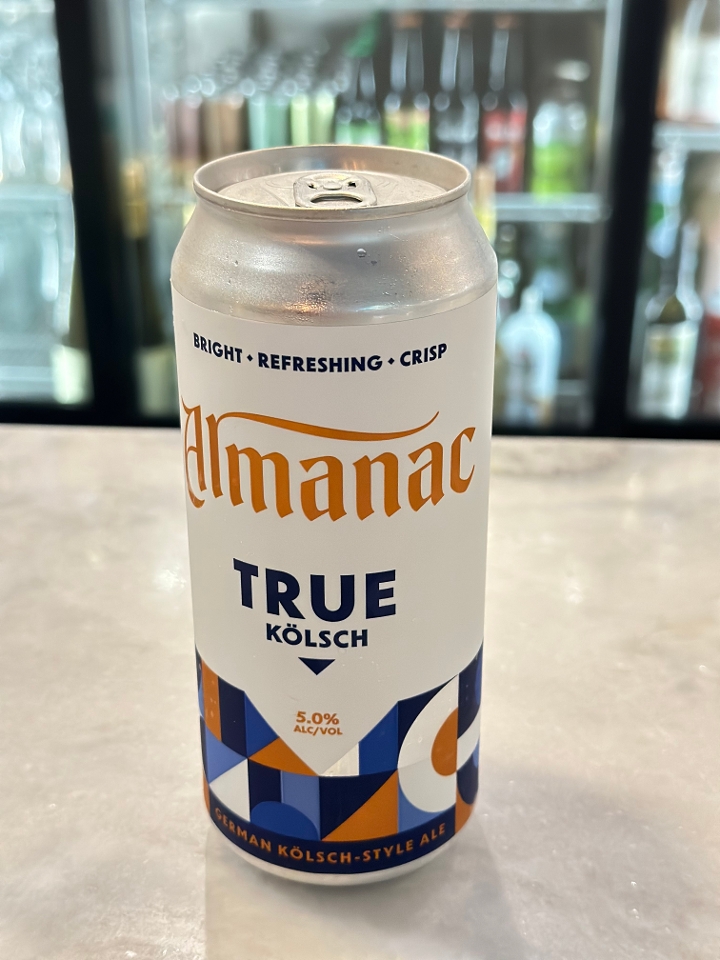 BRIGHT • REFRESHING • CRISP
Almanac
TRUE
KÖLSCH
5.0%
ALC/VOL
GERMAN KÖLSCH-STYLE ALE